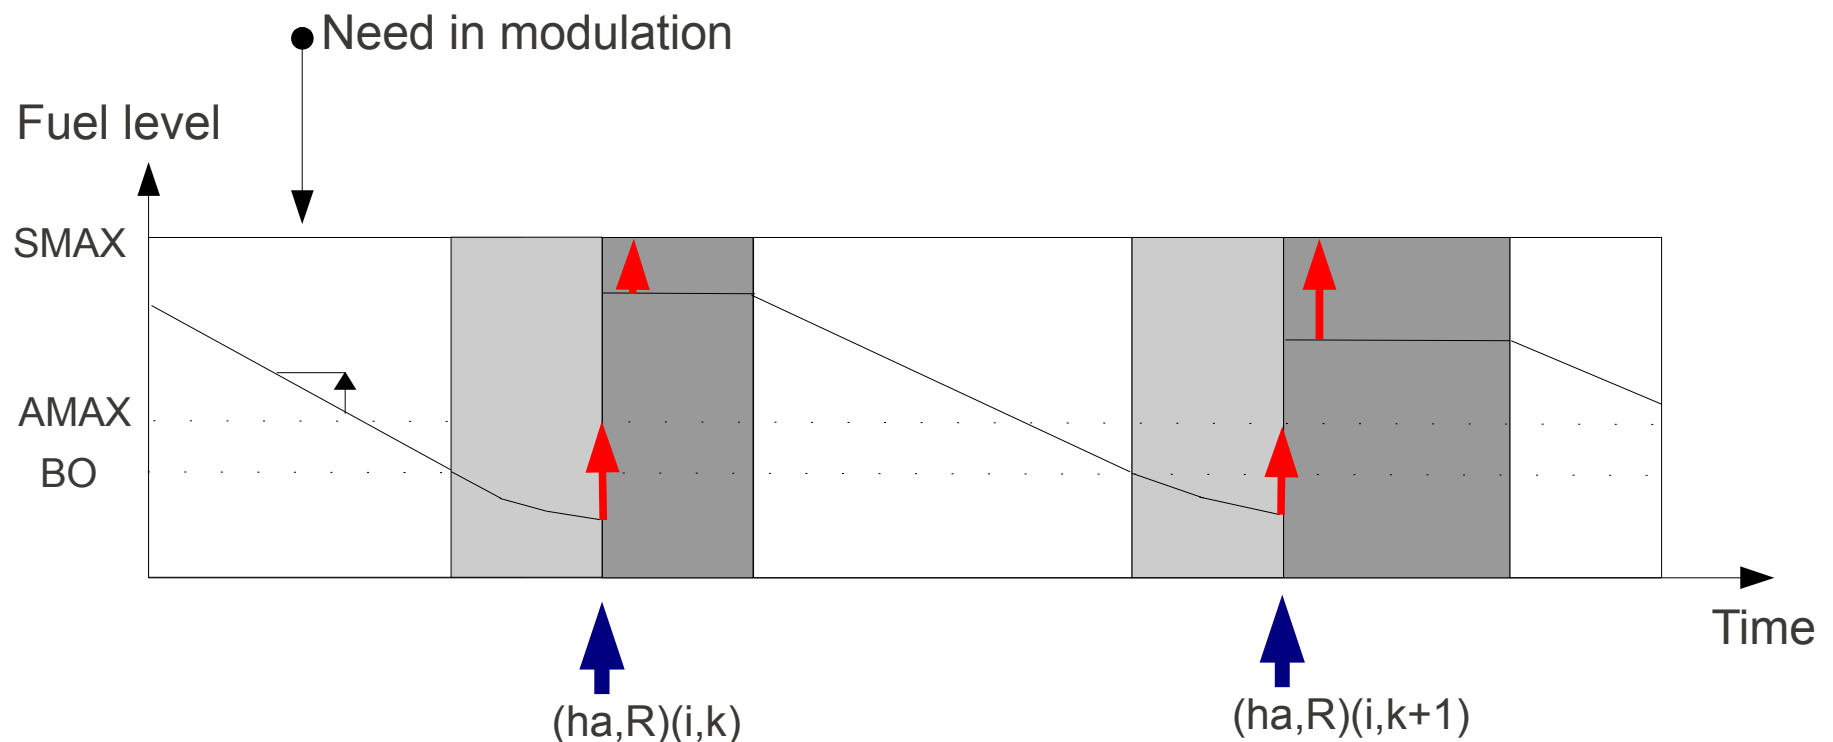 Need in modulation
Fuel level
SMAX
AMAX
BO
Time
(ha,R)(i,k)
(ha,R)(i,k+1)